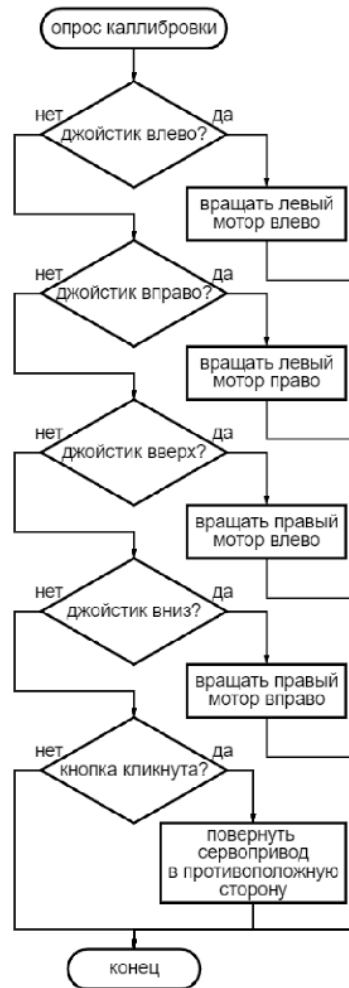 опрос каллибровки
нет
да
джойстик влево?
вращать левый
мотор влево
нет
да
джойстик вправо?
вращать левый
мотор право
нет
да
джойстик вверх?
вращать правый
мотор влево
нет
да
джойстик вниз?
вращать правый
мотор вправо
нет
да
кнопка кликнута?
повернуть
сервопривод
в противоположную
сторону
конец